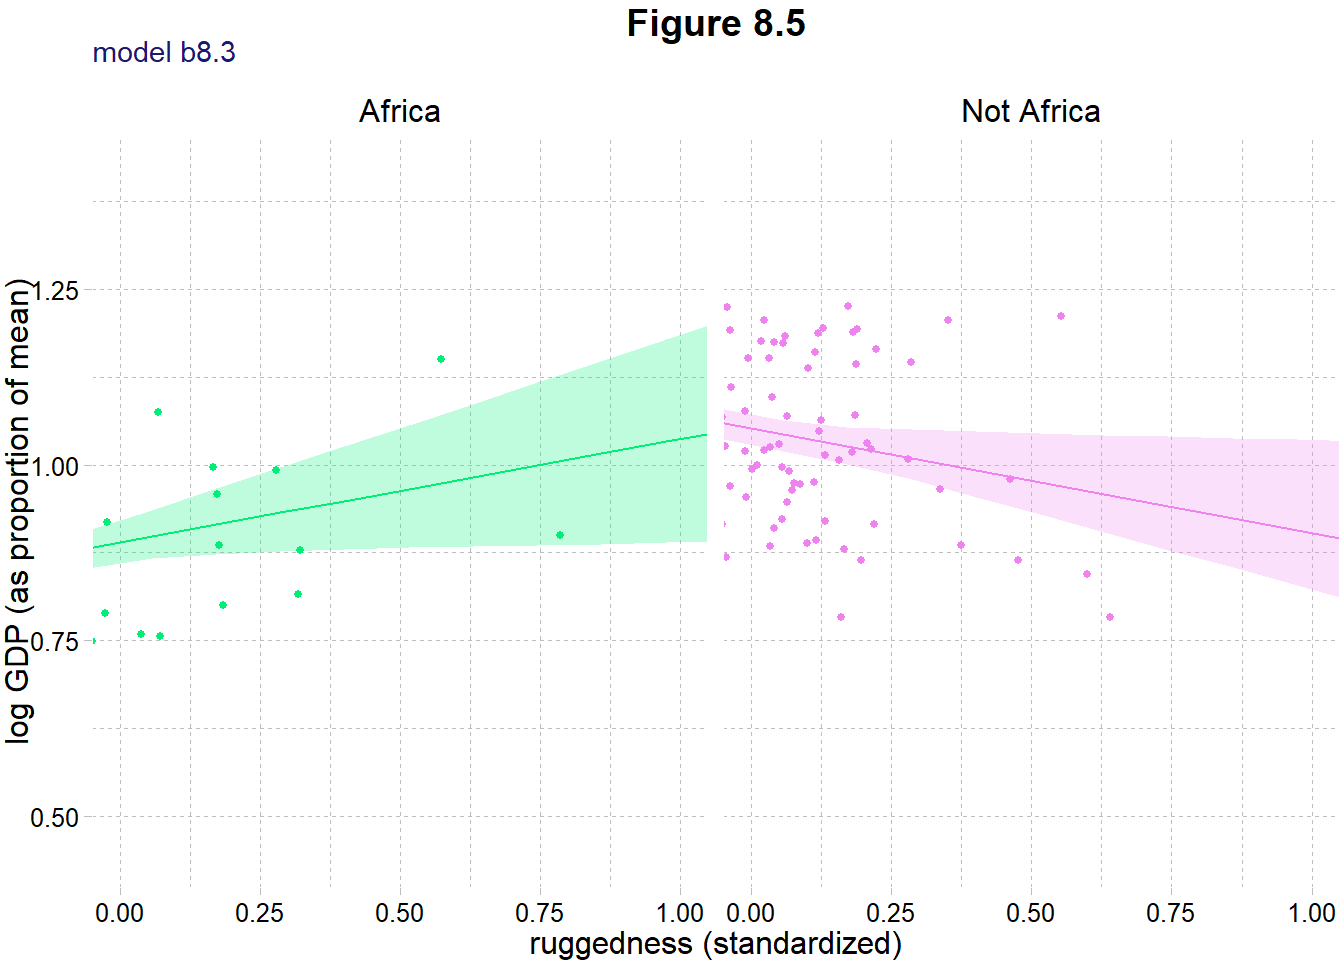 Figure 8.5
model b8.3
Africa
Not Africa
log GDP (as proportion of mean)
1.25
1.00
0.75
0.50
0.00 0.25 0.50 0.75 1.00
0.00 0.25 0.50 0.75 1.00
ruggedness (standardized)